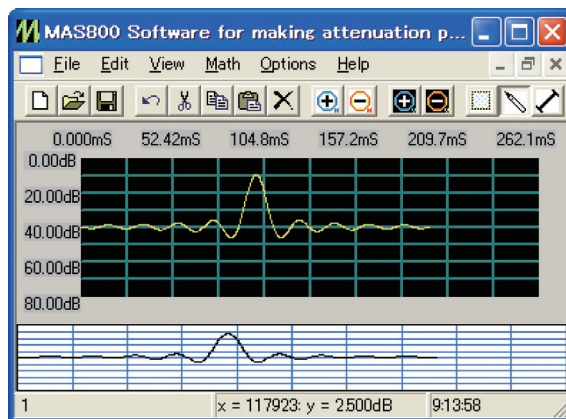 MAS800 Software for making attenuation p...
File Edit View Math Options Help
0.000mS 52.42mS 104.8mS 157.2mS 209.7mS 262.1mS
0.00dB
20.00dB
40.00dB
60.00dB
80.00dB
1 x = 117923: y = 2.500dB 9:13:58